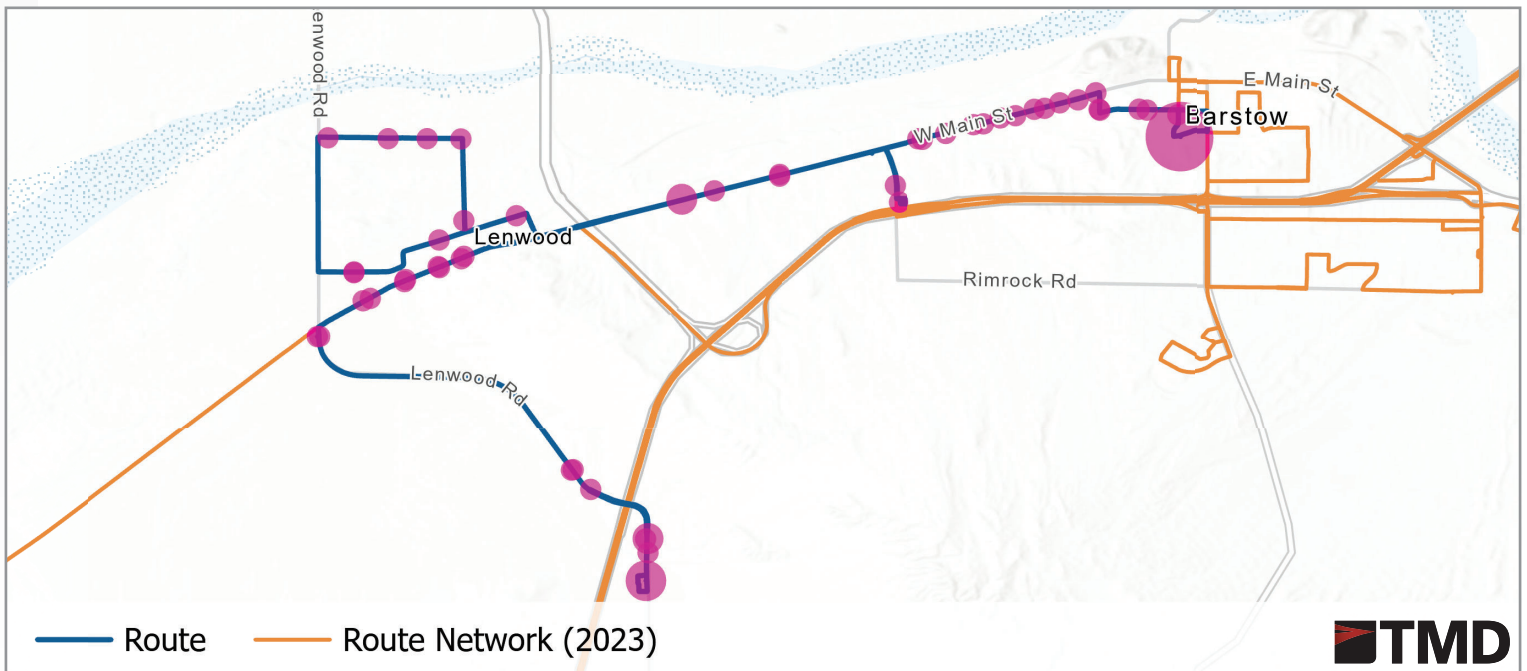 enwood Rd
E Main St
Barstow
W Main St
Lenwood
Rimrock Rd
Lenwood Rd
Route
Route Network (2023)
TMD